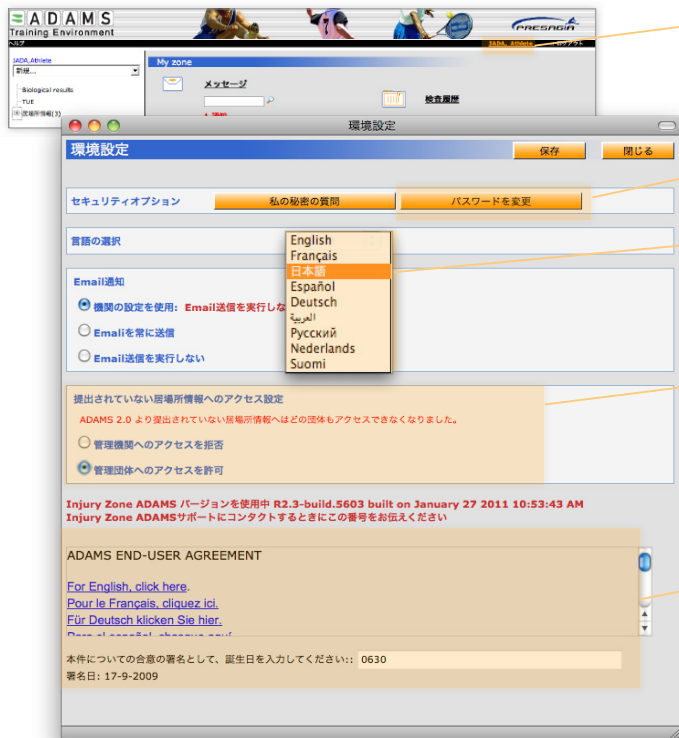 ADAMS
Training Environment
PRESAGIA
ヘルプ
JADA, Athlete
ログアウト
JADA, Athlete
新規...
Biological results
TUE
居場所情報(3)
My zone
メッセージ
検査履歴
環境設定
環境設定
保存
閉じる
セキュリティオプション
私の秘密の質問
パスワードを変更
言語の選択
English
Français
日本語
Español
Deutsch
العربية
Русский
Nederlands
Suomi
Email通知
機関の設定を使用: Email送信を実行しな
Emaliを常に送信
Email送信を実行しない
提出されていない居場所情報へのアクセス設定
ADAMS 2.0 より提出されていない居場所情報へはどの団体もアクセスできなくなりました。
管理機関へのアクセスを拒否
管理団体へのアクセスを許可
Injury Zone ADAMS バージョンを使用中 R2.3-build.5603 built on January 27 2011 10:53:43 AM
Injury Zone ADAMSサポートにコンタクトするときにこの番号をお伝えください
ADAMS END-USER AGREEMENT
For English, click here.
Pour le Français, cliquez ici.
Für Deutsch klicken Sie hier.
本件についての合意の署名として、誕生日を入力してください:: 0630
署名日: 17-9-2009